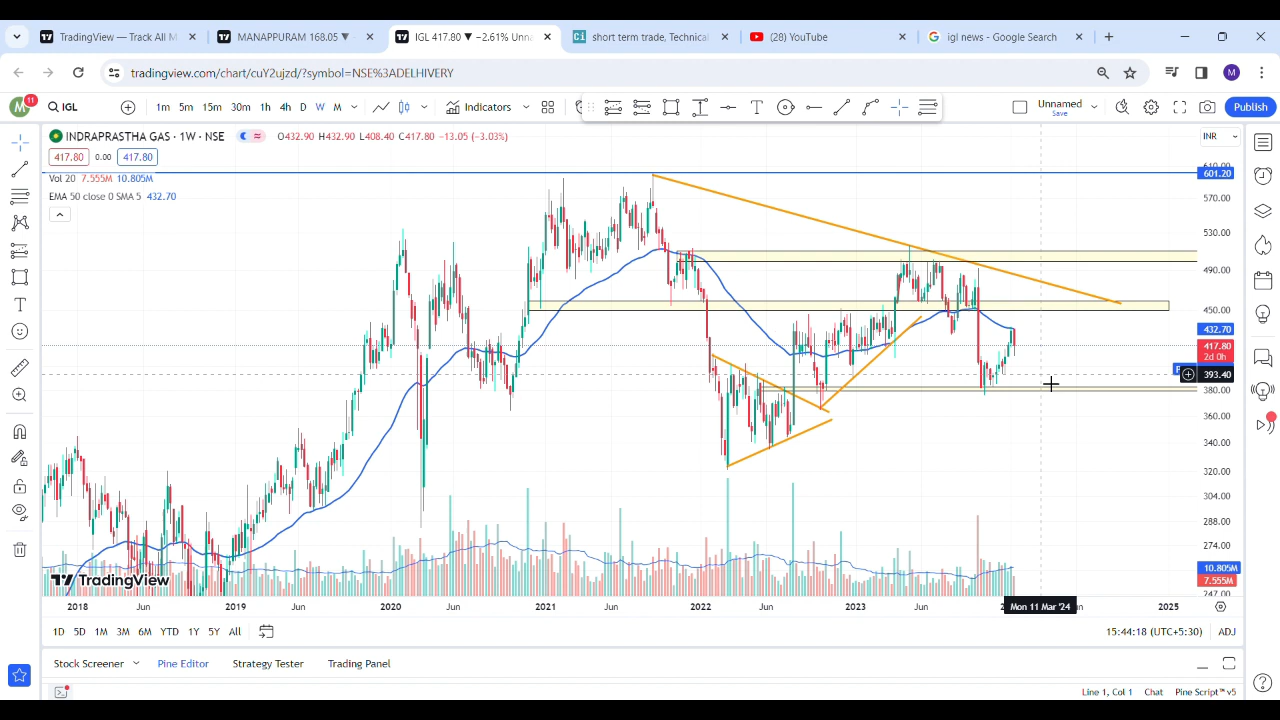 TradingView — Track All M
MANAPPURAM 168.05 ▼ -
IGL 417.80 ▼ −2.61% Unna
short term trade, Technical
(28) YouTube
igl news - Google Search
tradingview.com/chart/cuY2ujzd/?symbol=NSE%3ADELHIVERY
M
M
11
IGL
1m 5m 15m 30m 1h 4h D W M
Indicators
Unnamed
Save
Publish
INDRAPRASTHA GAS · 1W · NSE
O432.90 H432.90 L408.40 C417.80 −13.05 (−3.03%)
INR
417.80 0.00 417.80
Vol 20 7.555M 10.805M
EMA 50 close 0 SMA 5 432.70
610.00
601.20
570.00
530.00
490.00
450.00
432.70
417.80
2d 0h
393.40
380.00
360.00
340.00
320.00
304.00
288.00
274.00
10.805M
7.555M
247.00
TradingView
2018 Jun 2019 Jun 2020 Jun 2021 Jun 2022 Jun 2023 Jun Mon 11 Mar '24 2025
1D 5D 1M 3M 6M YTD 1Y 5Y All
15:44:18 (UTC+5:30) ADJ
Stock Screener Pine Editor Strategy Tester Trading Panel
Line 1, Col 1 Chat Pine Script™ v5